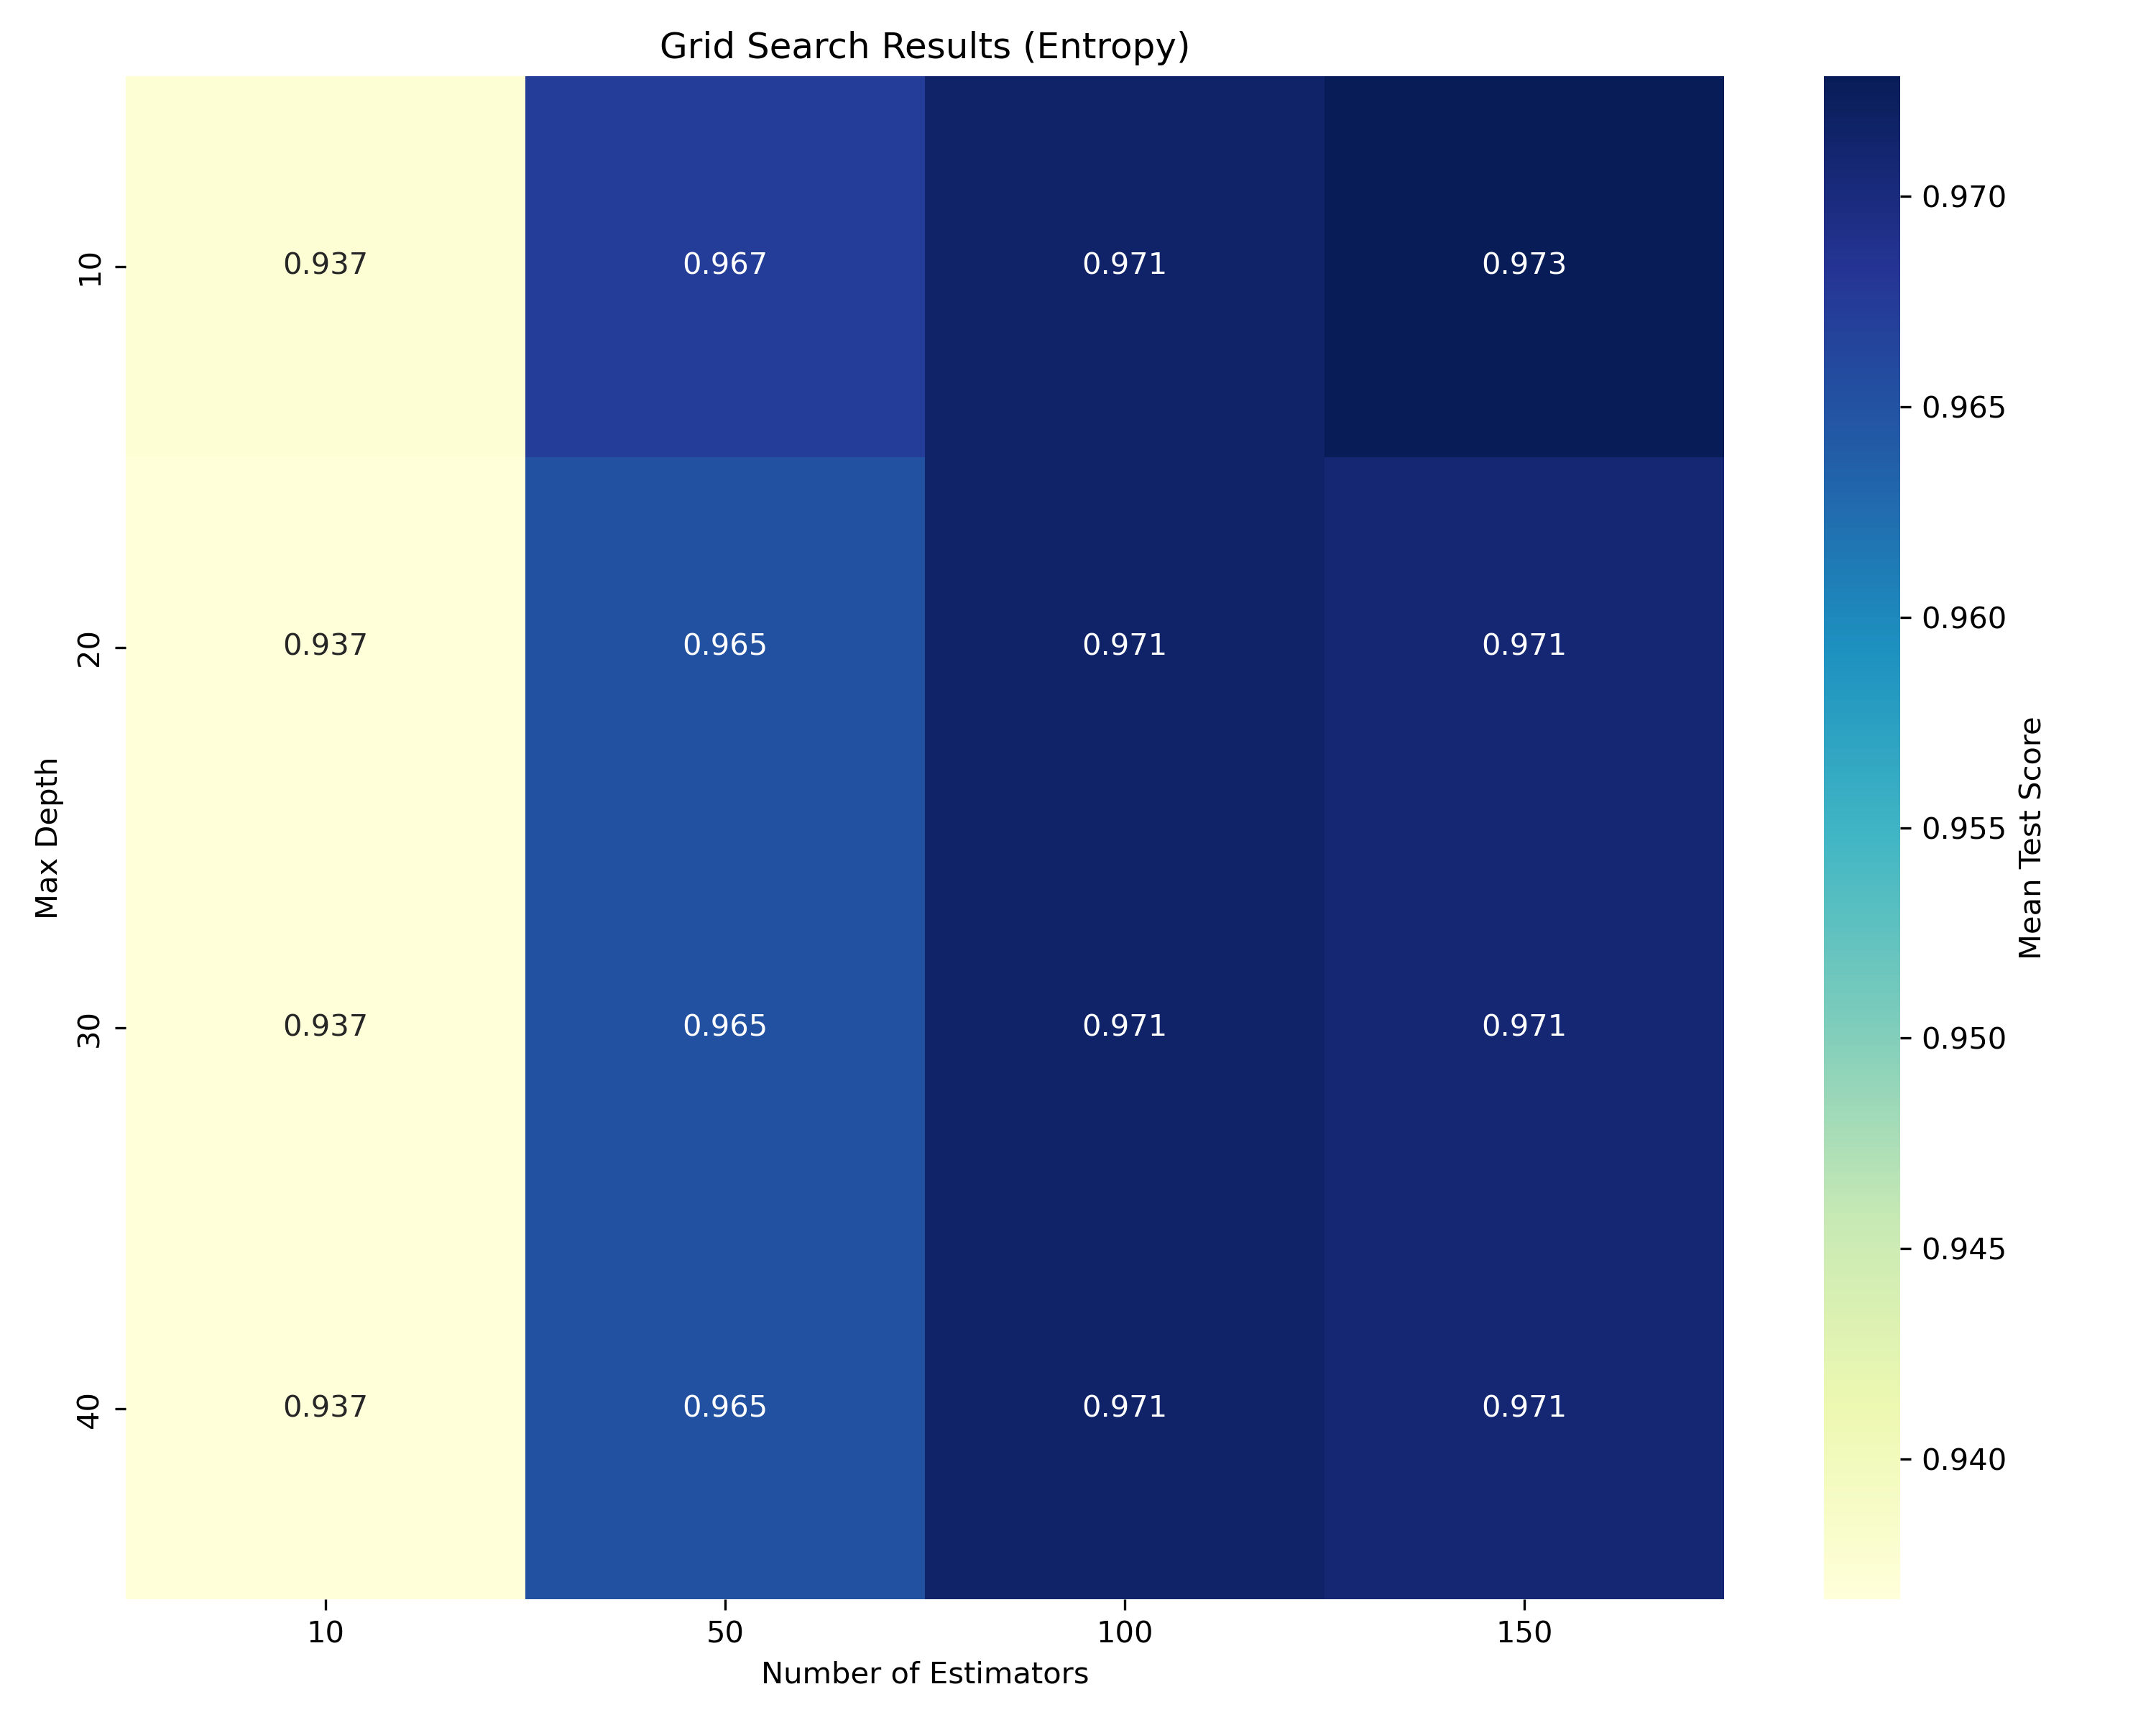 Grid Search Results (Entropy)
Max Depth
10 0.937 0.967 0.971 0.973
20 0.937 0.965 0.971 0.971
30 0.937 0.965 0.971 0.971
40 0.937 0.965 0.971 0.971
10 50 100 150
Number of Estimators
0.970
0.965
0.960
0.955
0.950
0.945
0.940
Mean Test Score